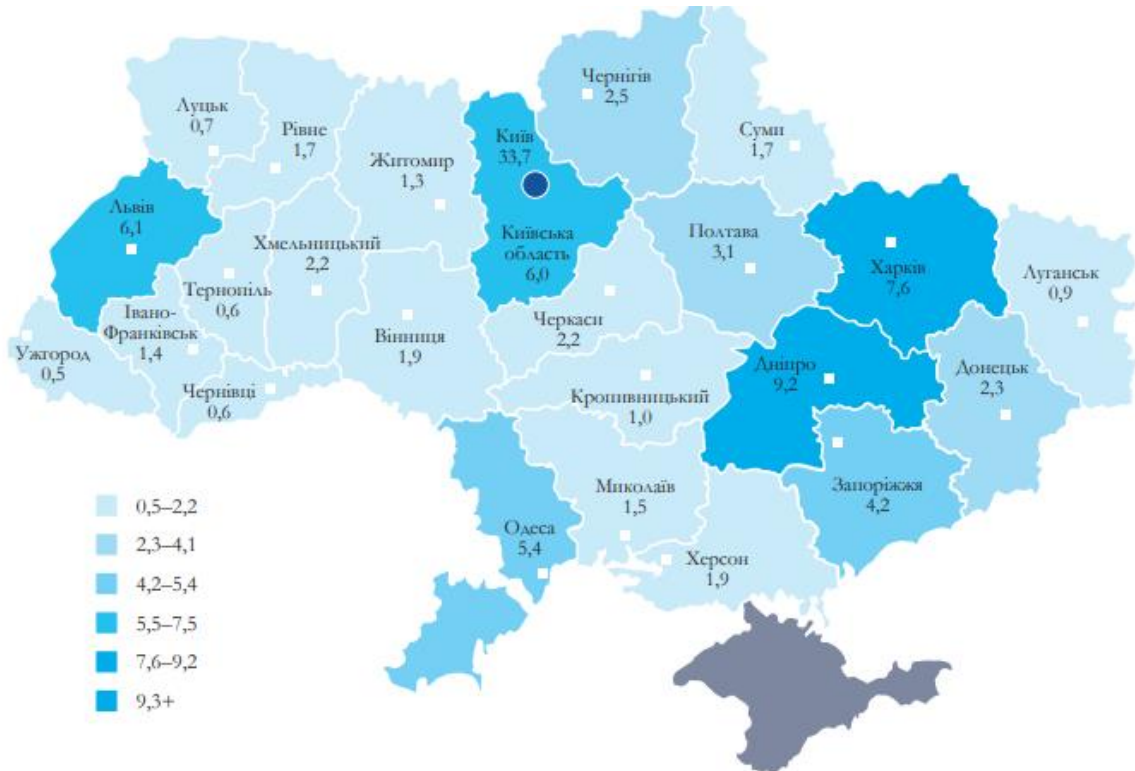 Чернігів
2,5
Луцьк
0,7
Рівне
1,7
Житомир
1,3
Київ
33,7
Суми
1,7
Львів
6,1
Хмельницький
2,2
Київська
область
6,0
Полтава
3,1
Харків
7,6
Луганськ
0,9
Тернопіль
0,6
Івано-
Франківськ
1,4
Ужгород
0,5
Чернівці
0,6
Вінниця
1,9
Черкаси
2,2
Кропивницький
1,0
Дніпро
9,2
Донецьк
2,3
Миколаїв
1,5
Запоріжжя
4,2
Одеса
5,4
Херсон
1,9
0,5–2,2
2,3–4,1
4,2–5,4
5,5–7,5
7,6–9,2
9,3+